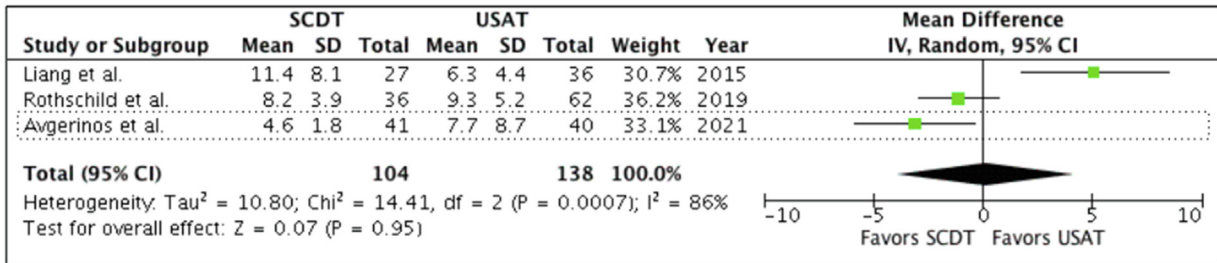 SCDT USAT Mean Difference
Study or Subgroup Mean SD Total Mean SD Total Weight Year IV, Random, 95% CI
Liang et al. 11.4 8.1 27 6.3 4.4 36 30.7% 2015
Rothschild et al. 8.2 3.9 36 9.3 5.2 62 36.2% 2019
Avgerinos et al. 4.6 1.8 41 7.7 8.7 40 33.1% 2021
Total (95% CI) 104 138 100.0%
Heterogeneity: Tau² = 10.80; Chi² = 14.41, df = 2 (P = 0.0007); I² = 86%
Test for overall effect: Z = 0.07 (P = 0.95)
-10 -5 0 5 10
Favors SCDT Favors USAT